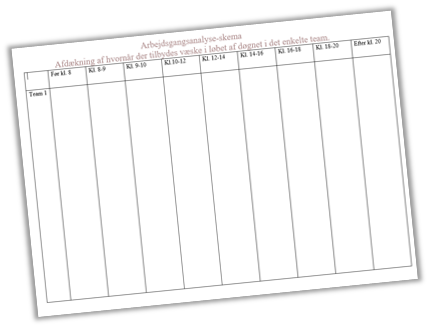 Arbejdsgangsanalyse-skema
Afdækning af hvornår der tilbydes væske i løbet af døgnet i det enkelte team.
1 Før kl. 8 Kl. 8-9 Kl. 9-10 Kl.10-12 Kl. 12-14 Kl. 14-16 Kl. 16-18 Kl. 18-20 Efter kl. 20
Team 1